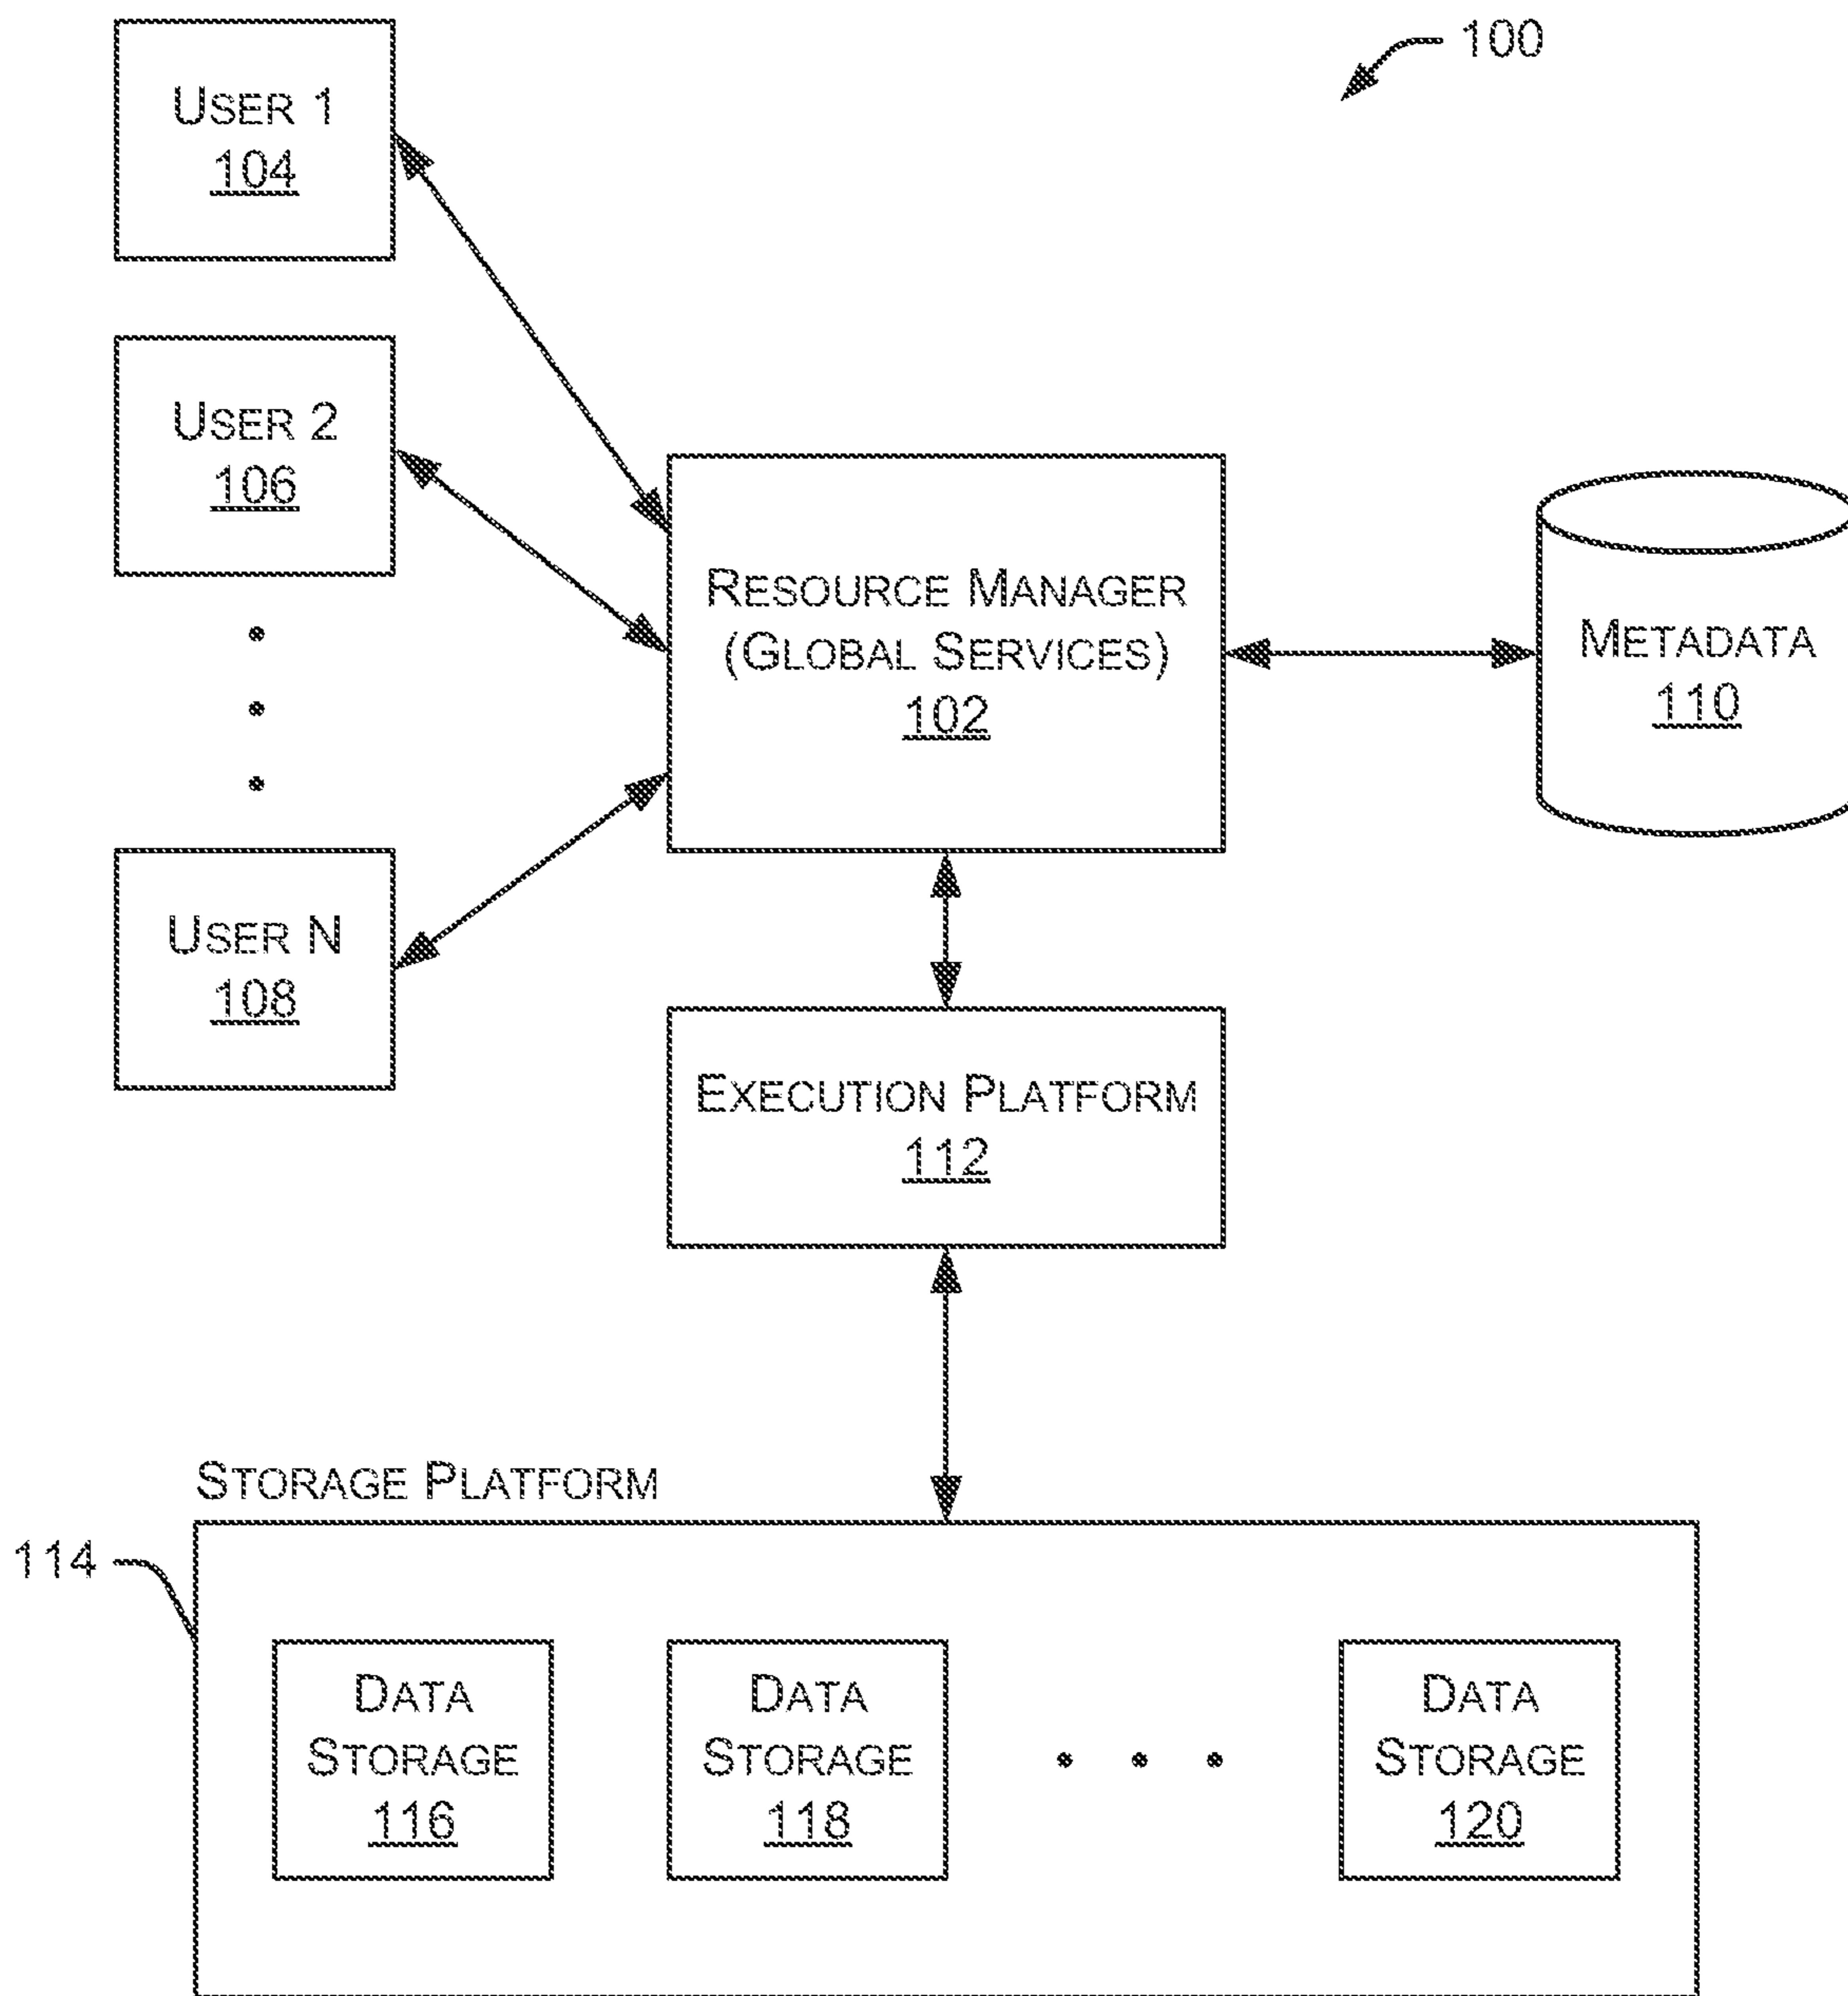 100
USER 1
104
USER 2
106
RESOURCE MANAGER
(GLOBAL SERVICES)
102
METADATA
110
USER N
108
EXECUTION PLATFORM
112
STORAGE PLATFORM
114
DATA
STORAGE
116
DATA
STORAGE
118
DATA
STORAGE
120